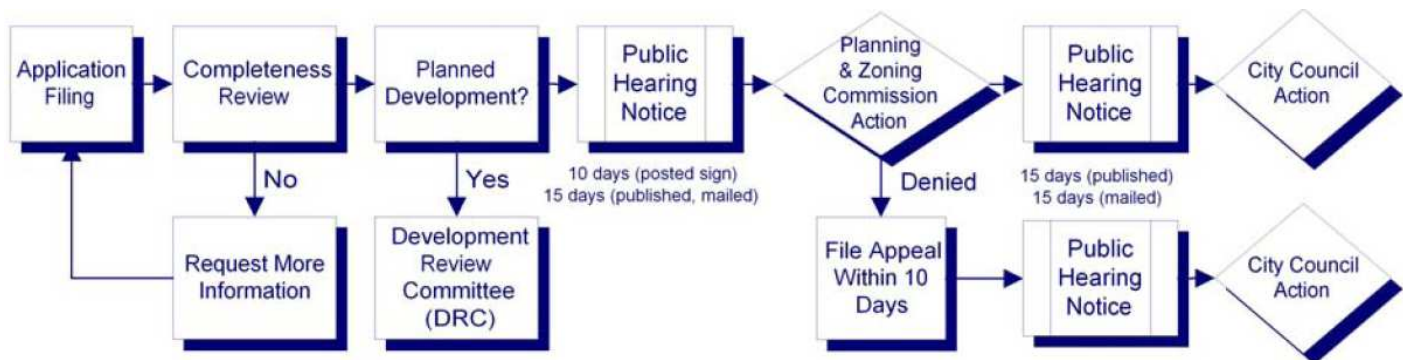 Application
Filing
Completeness
Review
Planned
Development?
Public
Hearing
Notice
Planning
& Zoning
Commission
Action
Public
Hearing
Notice
City Council
Action
No
Yes
10 days (posted sign)
15 days (published, mailed)
Denied
15 days (published)
15 days (mailed)
Request More
Information
Development
Review
Committee
(DRC)
File Appeal
Within 10
Days
Public
Hearing
Notice
City Council
Action